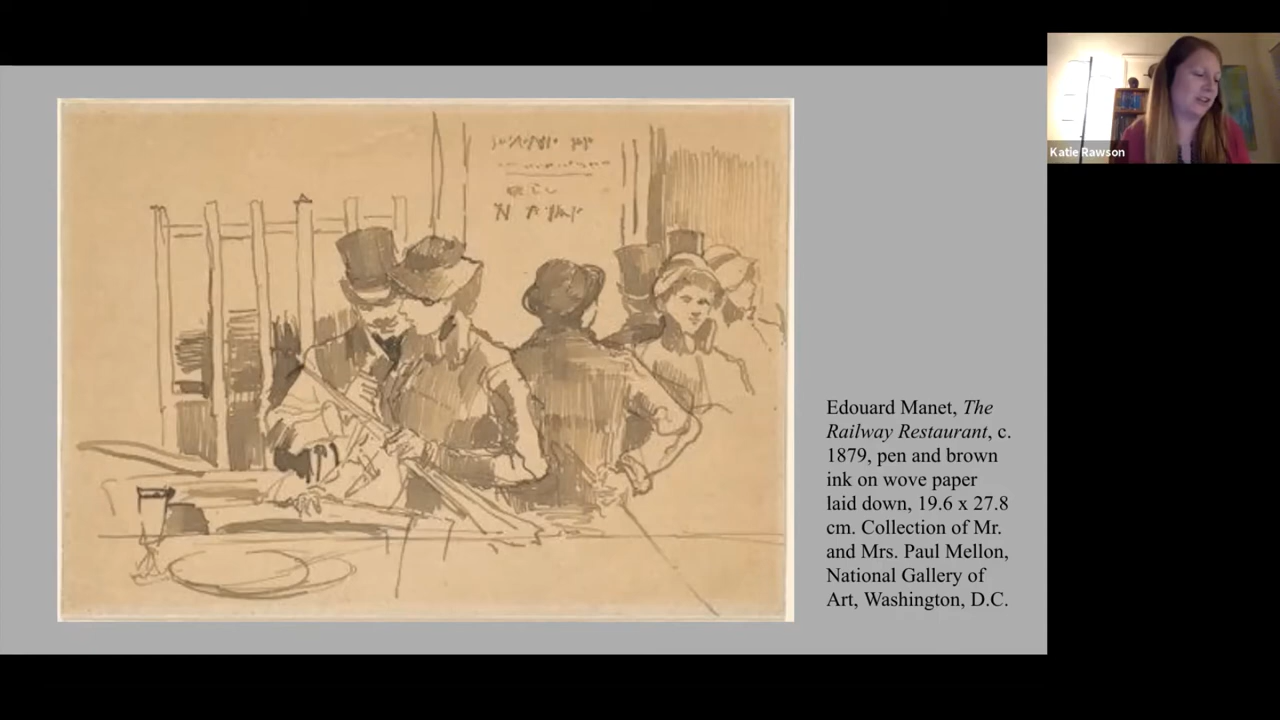 Edouard Manet, The
Railway Restaurant, c.
1879, pen and brown
ink on wove paper
laid down, 19.6 x 27.8
cm. Collection of Mr.
and Mrs. Paul Mellon,
National Gallery of
Art, Washington, D.C.
Katie Rawson